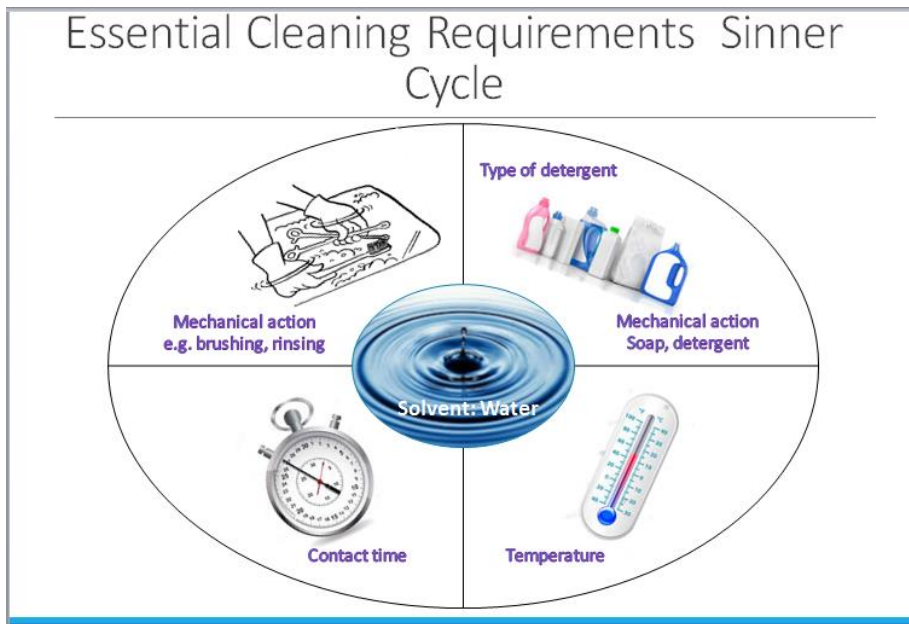 Essential Cleaning Requirements Sinner
Cycle
Type of detergent
Mechanical action
e.g. brushing, rinsing
Mechanical action
Soap, detergent
Solvent: Water
Contact time
Temperature